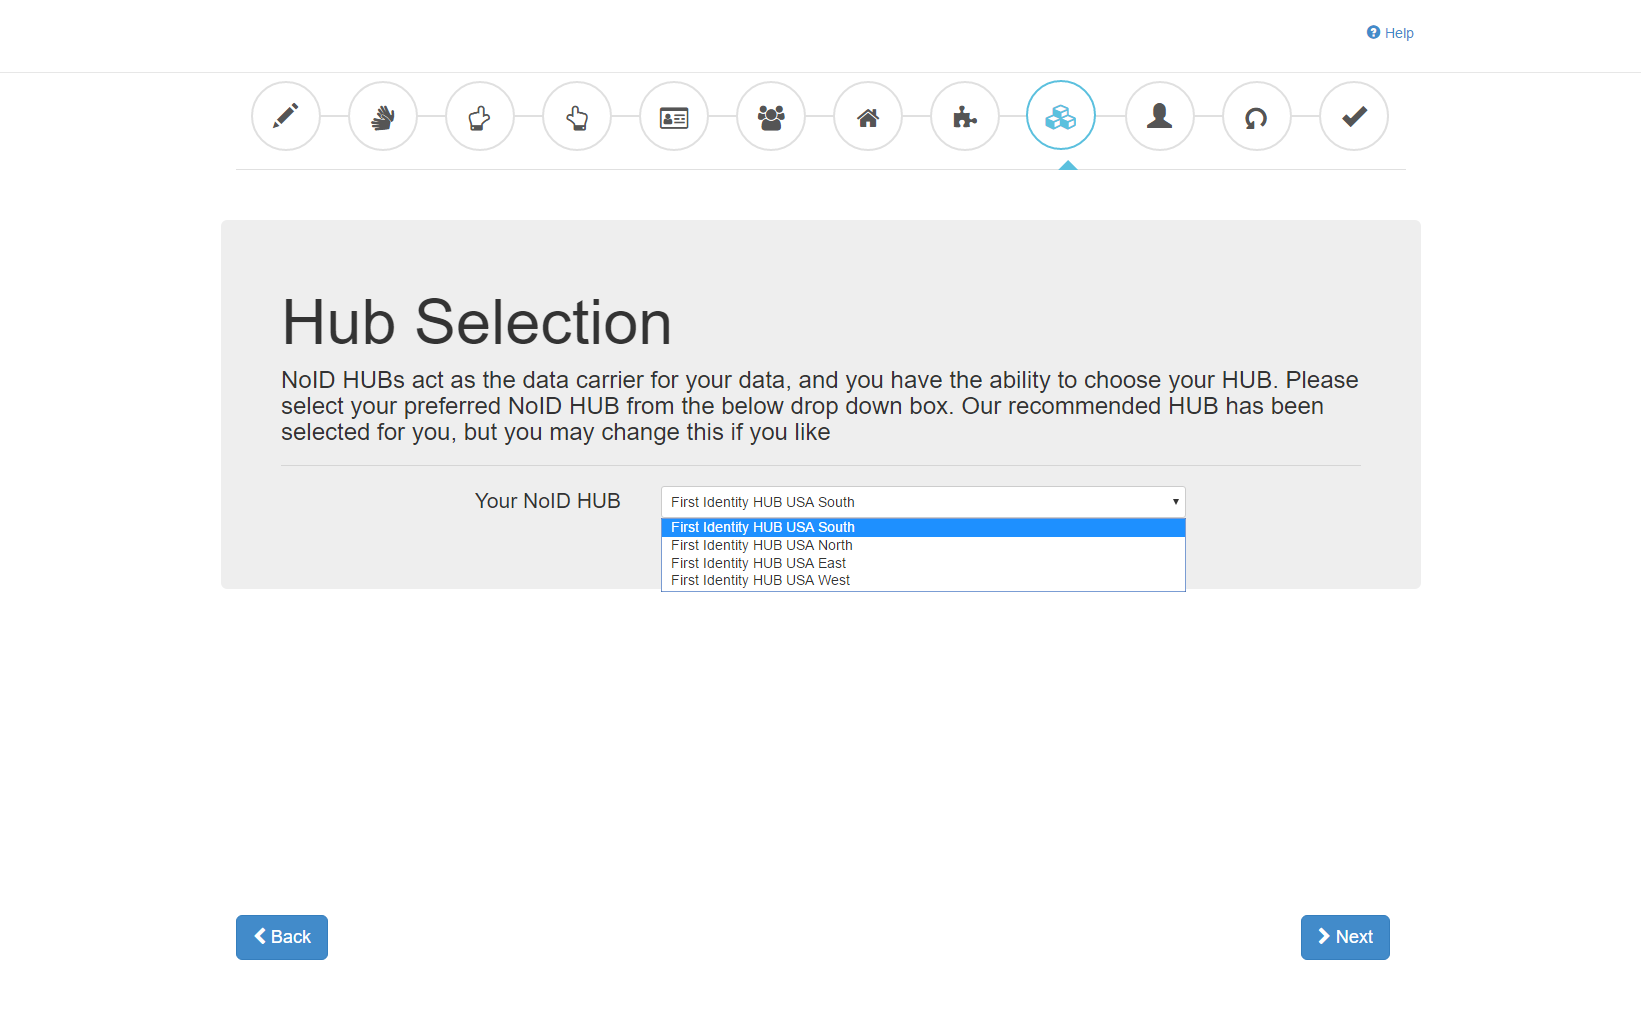 Help
Hub Selection
NoID HUBs act as the data carrier for your data, and you have the ability to choose your HUB. Please
select your preferred NoID HUB from the below drop down box. Our recommended HUB has been
selected for you, but you may change this if you like
Your NoID HUB
First Identity HUB USA South
First Identity HUB USA South
First Identity HUB USA North
First Identity HUB USA East
First Identity HUB USA West
Back
Next